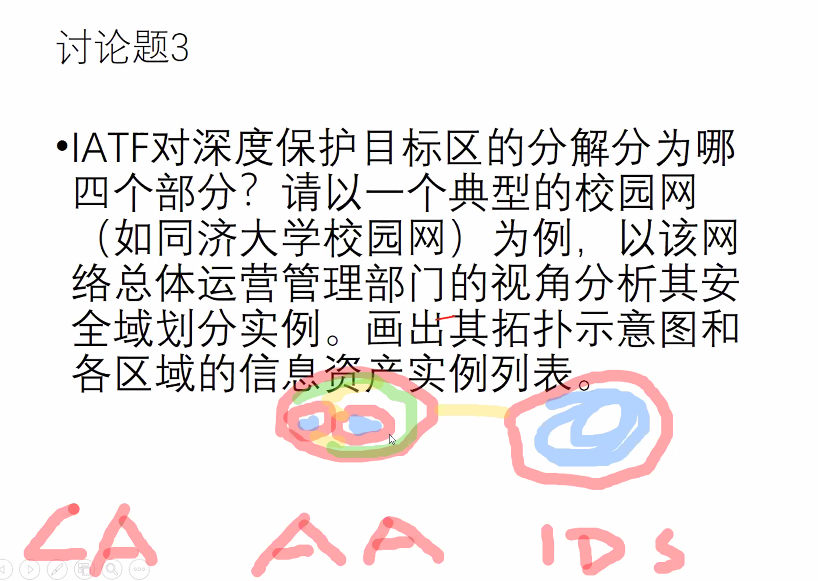 讨论题3
•IATF对深度保护目标区的分解分为哪
四个部分？请以一个典型的校园网
（如同济大学校园网）为例，以该网
络总体运营管理部门的视角分析其安
全域划分实例。画出其拓扑示意图和
各区域的信息资产实例列表。
CA AA IDS